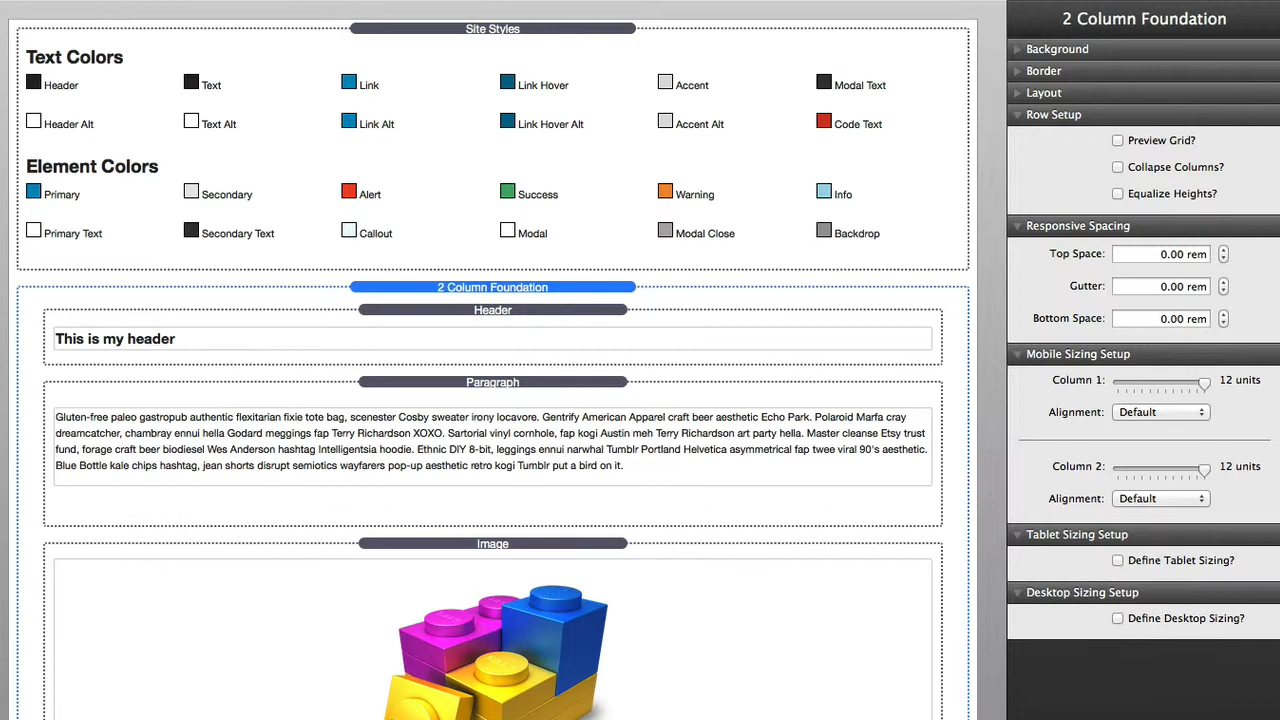 Site Styles
Text Colors
Header
Text
Link
Link Hover
Accent
Modal Text
Header Alt
Text Alt
Link Alt
Link Hover Alt
Accent Alt
Code Text
Element Colors
Primary
Secondary
Alert
Success
Warning
Info
Primary Text
Secondary Text
Callout
Modal
Modal Close
Backdrop
2 Column Foundation
Header
This is my header
Paragraph
Gluten-free paleo gastropub authentic flexitarian fixie tote bag, scenester Cosby sweater irony locavore. Gentrify American Apparel craft beer aesthetic Echo Park. Polaroid Marfa cray
dreamcatcher, chambray ennui hella Godard meggings fap Terry Richardson XOXO. Sartorial vinyl cornhole, fap kogi Austin meh Terry Richardson art party hella. Master cleanse Etsy trust
fund, forage craft beer biodiesel Wes Anderson hashtag Intelligentsia hoodie. Ethnic DIY 8-bit, leggings ennui narwhal Tumblr Portland Helvetica asymmetrical fap twee viral 90's aesthetic.
Blue Bottle kale chips hashtag, jean shorts disrupt semiotics wayfarers pop-up aesthetic retro kogi Tumblr put a bird on it.
Image
2 Column Foundation
Background
Border
Layout
Row Setup
Preview Grid?
Collapse Columns?
Equalize Heights?
Responsive Spacing
Top Space: 0.00 rem
Gutter: 0.00 rem
Bottom Space: 0.00 rem
Mobile Sizing Setup
Column 1: 12 units
Alignment: Default
Column 2: 12 units
Alignment: Default
Tablet Sizing Setup
Define Tablet Sizing?
Desktop Sizing Setup
Define Desktop Sizing?